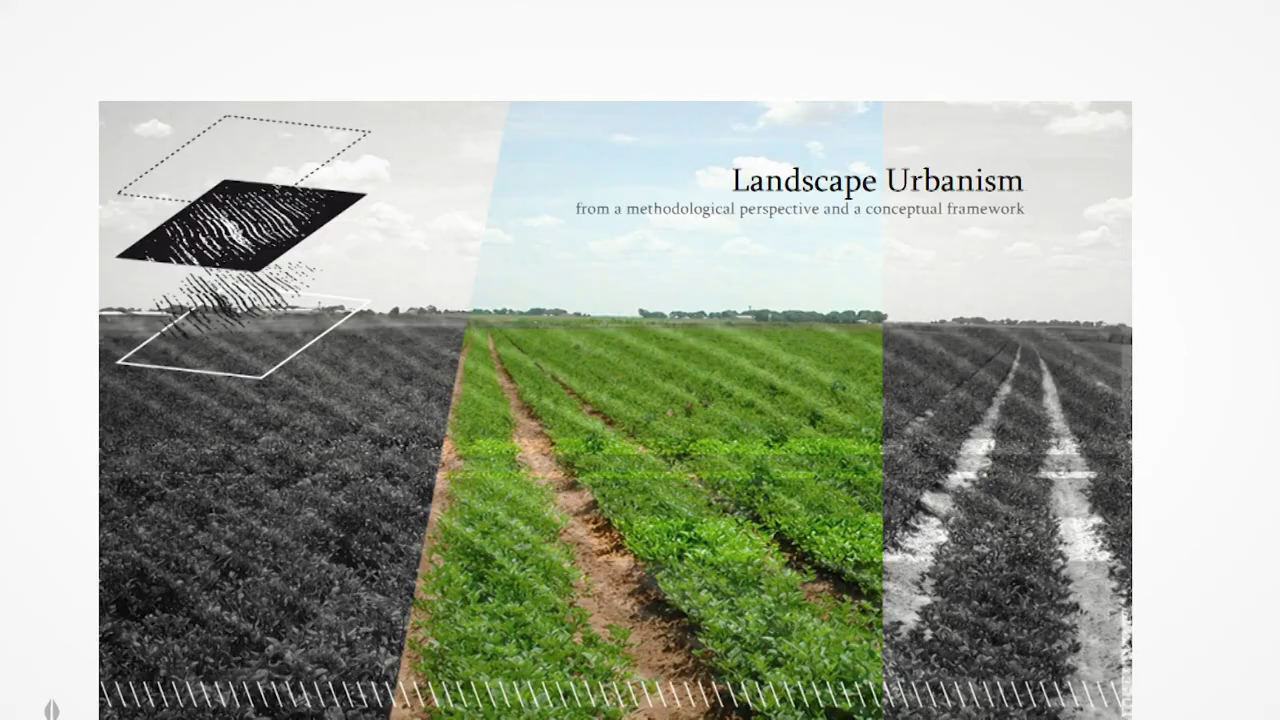 Landscape Urbanism
from a methodological perspective and a conceptual framework